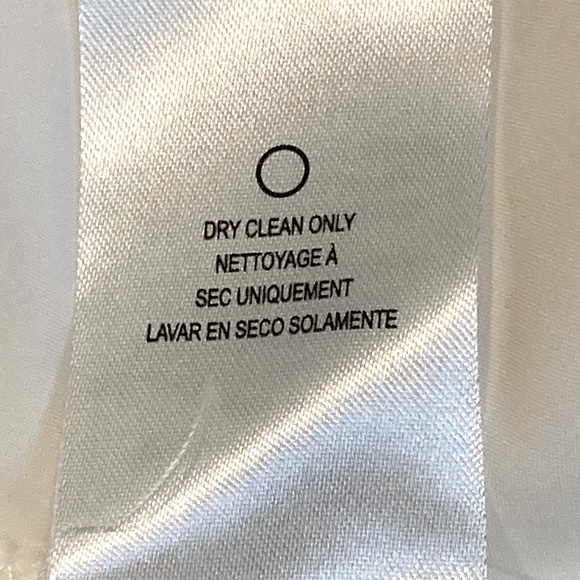 DRY CLEAN ONLY
NETTOYAGE À
SEC UNIQUEMENT
LAVAR EN SECO SOLAMENTE